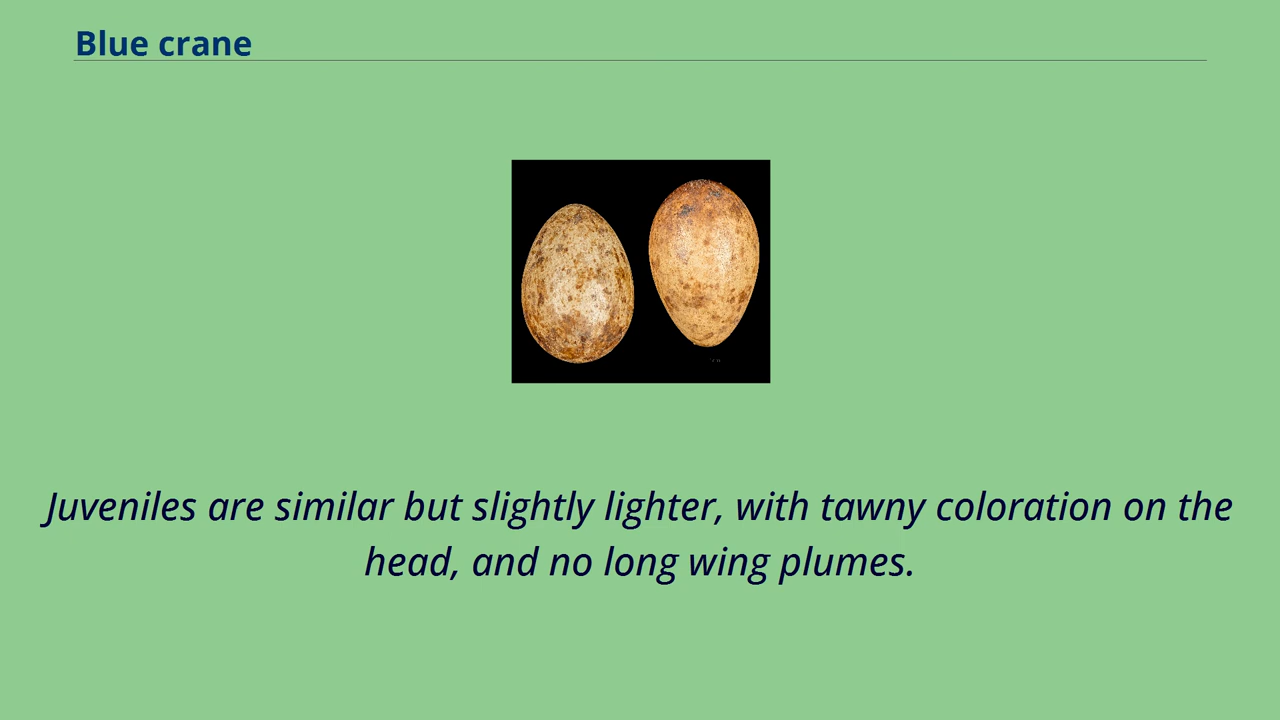 Blue crane
Juveniles are similar but slightly lighter, with tawny coloration on the
head, and no long wing plumes.